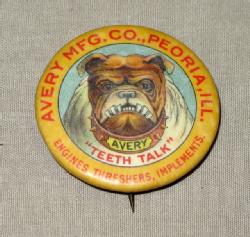 AVERY MFG. CO., PEORIA, ILL.
AVERY
"TEETH TALK"
ENGINES, THRESHERS, IMPLEMENTS.